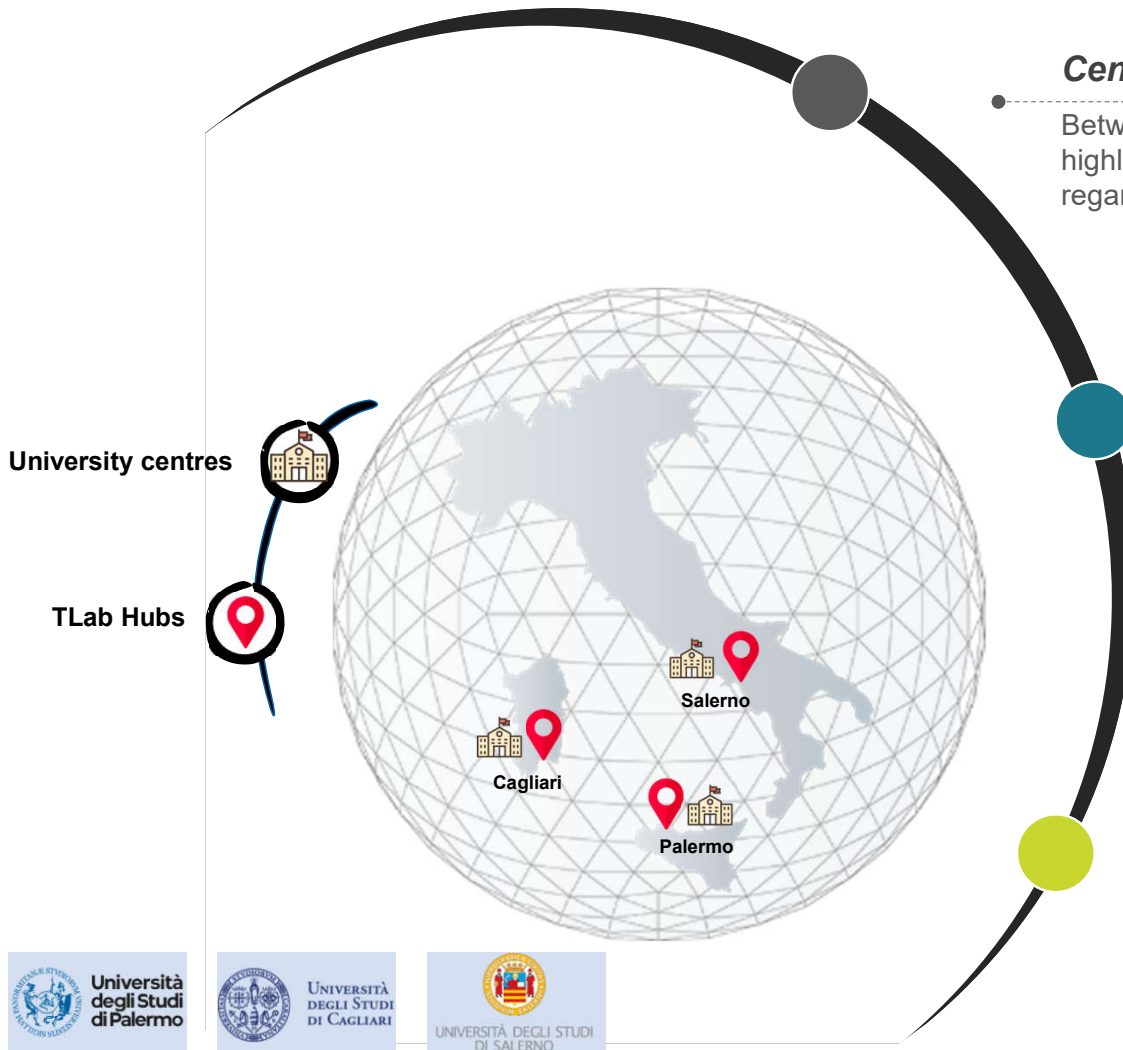 Cen
Betw
highl
regar
University centres
TLab Hubs
Salerno
Cagliari
Palermo
Università
degli Studi
di Palermo
UNIVERSITÀ
DEGLI STUDI
DI CAGLIARI
UNIVERSITÀ DEGLI STUDI
DI SALERNO